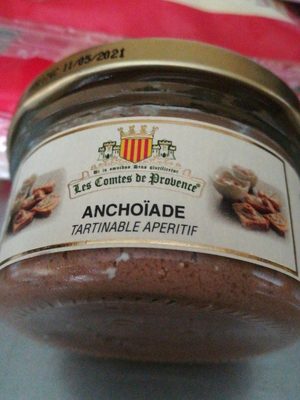 11/05/2021
Les Comtes de Provence
ANCHOÏADE
TARTINABLE APERITIF